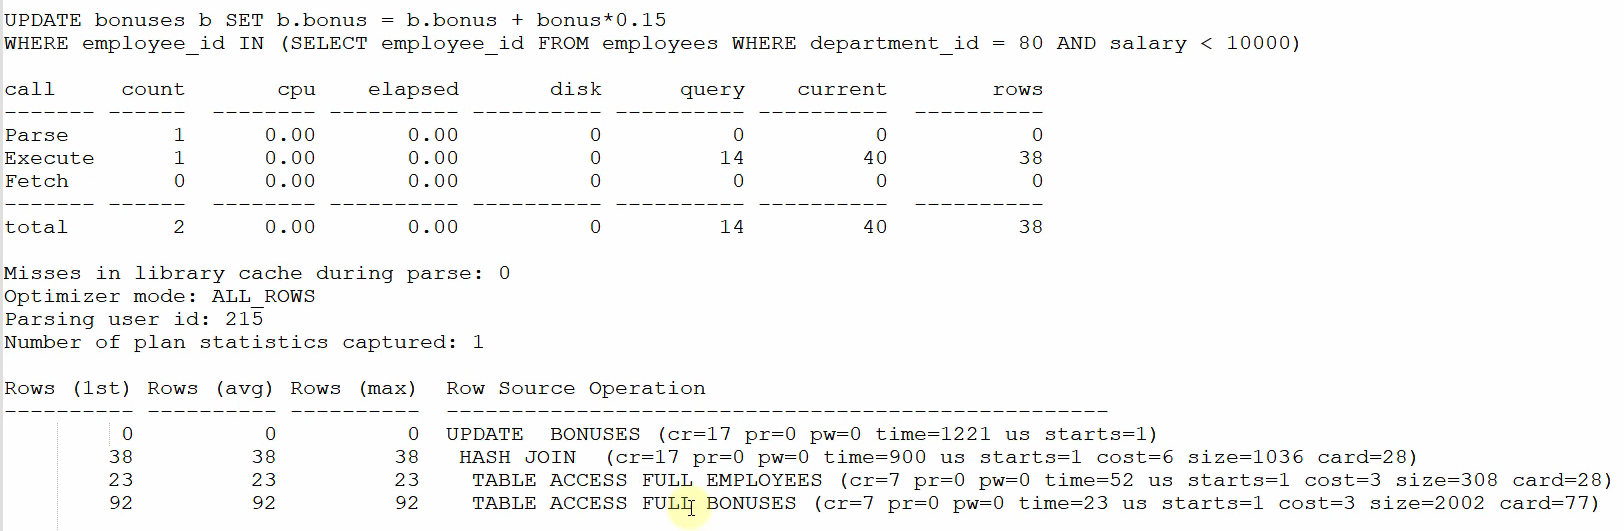 UPDATE bonuses b SET b.bonus = b.bonus + bonus*0.15
WHERE employee_id IN (SELECT employee_id FROM employees WHERE department_id = 80 AND salary < 10000)
call count cpu elapsed disk query current rows
------- ------ -------- ---------- ---------- ---------- ---------- ----------
Parse 1 0.00 0.00 0 0 0 0
Execute 1 0.00 0.00 0 14 40 38
Fetch 0 0.00 0.00 0 0 0 0
------- ------ -------- ---------- ---------- ---------- ---------- ----------
total 2 0.00 0.00 0 14 40 38
Misses in library cache during parse: 0
Optimizer mode: ALL_ROWS
Parsing user id: 215
Number of plan statistics captured: 1
Rows (1st) Rows (avg) Rows (max) Row Source Operation
---------- ---------- ---------- ---------------------------------------------------
0 0 0 UPDATE BONUSES (cr=17 pr=0 pw=0 time=1221 us starts=1)
38 38 38 HASH JOIN (cr=17 pr=0 pw=0 time=900 us starts=1 cost=6 size=1036 card=28)
23 23 23 TABLE ACCESS FULL EMPLOYEES (cr=7 pr=0 pw=0 time=52 us starts=1 cost=3 size=308 card=28)
92 92 92 TABLE ACCESS FULL BONUSES (cr=7 pr=0 pw=0 time=23 us starts=1 cost=3 size=2002 card=77)